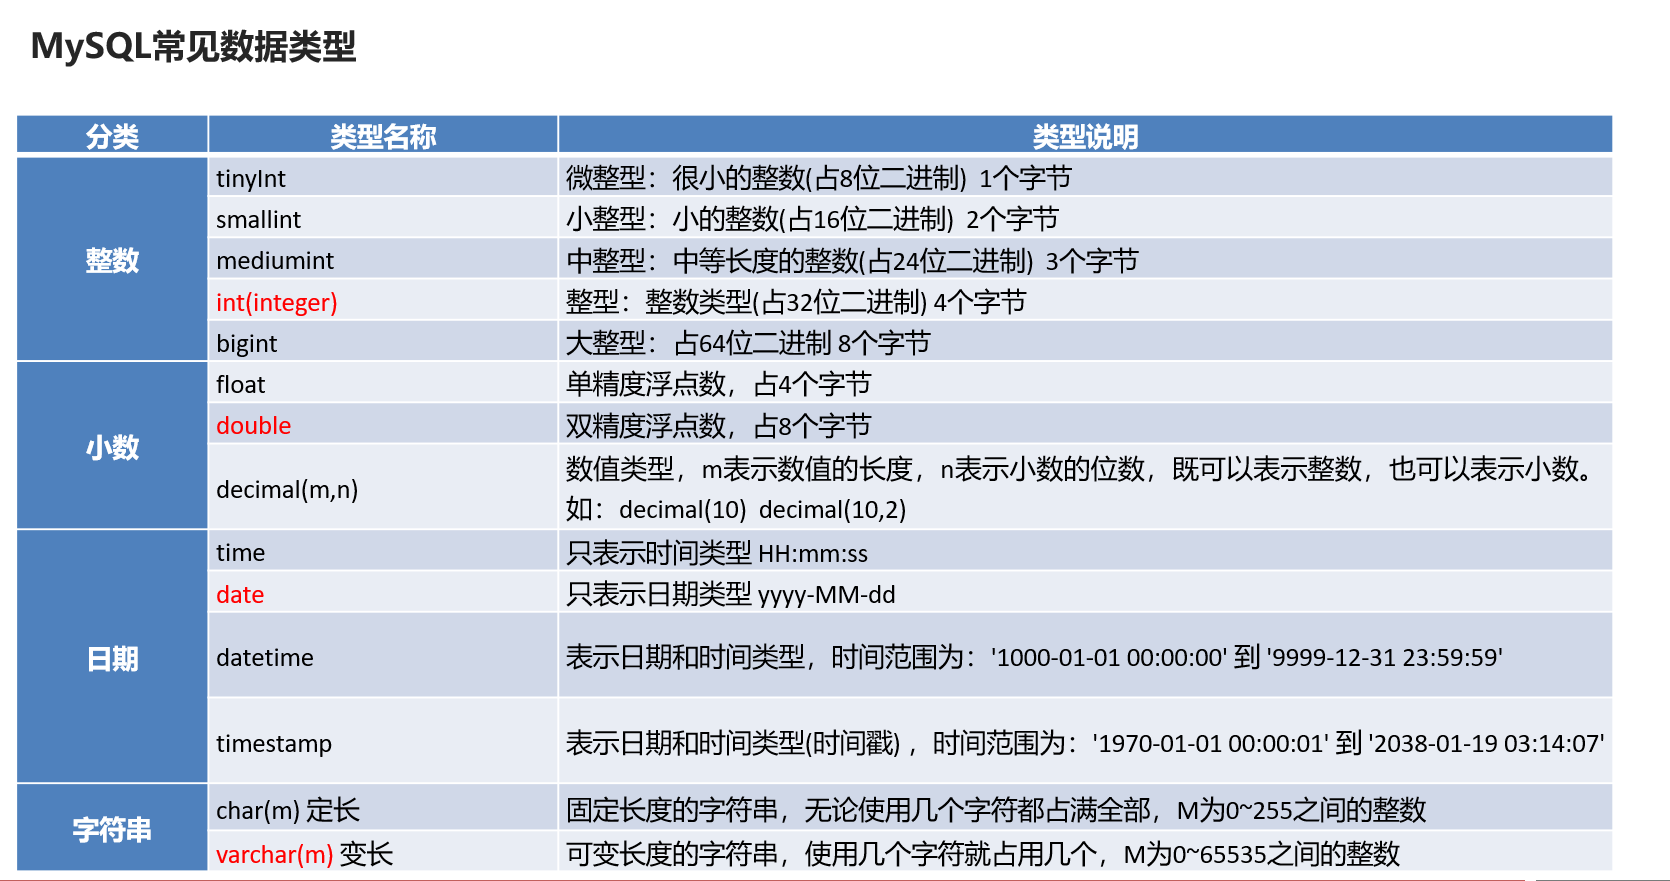 MySQL常见数据类型
分类 类型名称 类型说明
整数
tinyInt 微整型：很小的整数(占8位二进制) 1个字节
smallint 小整型：小的整数(占16位二进制) 2个字节
mediumint 中整型：中等长度的整数(占24位二进制) 3个字节
int(integer) 整型：整数类型(占32位二进制) 4个字节
bigint 大整型：占64位二进制 8个字节
小数
float 单精度浮点数，占4个字节
double 双精度浮点数，占8个字节
decimal(m,n) 数值类型，m表示数值的长度，n表示小数的位数，既可以表示整数，也可以表示小数。
如：decimal(10) decimal(10,2)
日期
time 只表示时间类型 HH:mm:ss
date 只表示日期类型 yyyy-MM-dd
datetime 表示日期和时间类型，时间范围为：'1000-01-01 00:00:00' 到 '9999-12-31 23:59:59'
timestamp 表示日期和时间类型(时间戳) ，时间范围为：'1970-01-01 00:00:01' 到 '2038-01-19 03:14:07'
字符串
char(m) 定长 固定长度的字符串，无论使用几个字符都占满全部，M为0~255之间的整数
varchar(m) 变长 可变长度的字符串，使用几个字符就占用几个，M为0~65535之间的整数